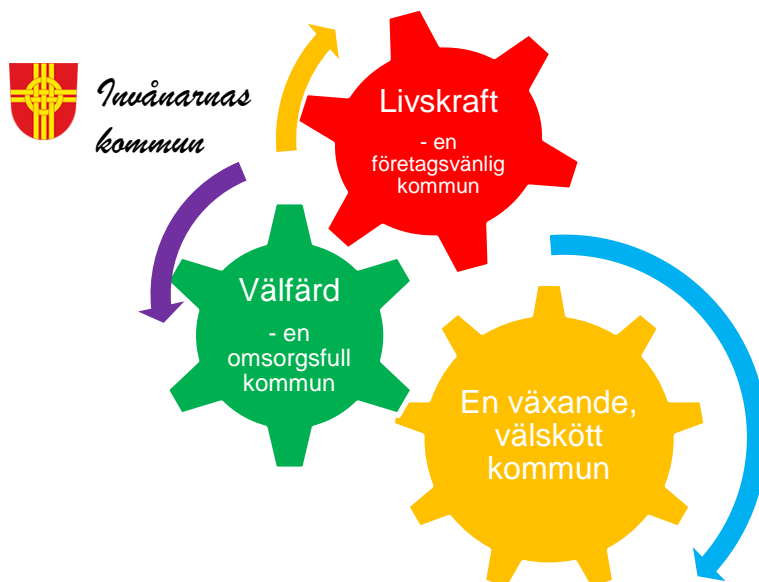 Invånarnas
kommun
Livskraft
- en
företagsvänlig
kommun
Välfärd
- en
omsorgsfull
kommun
En växande,
välskött
kommun